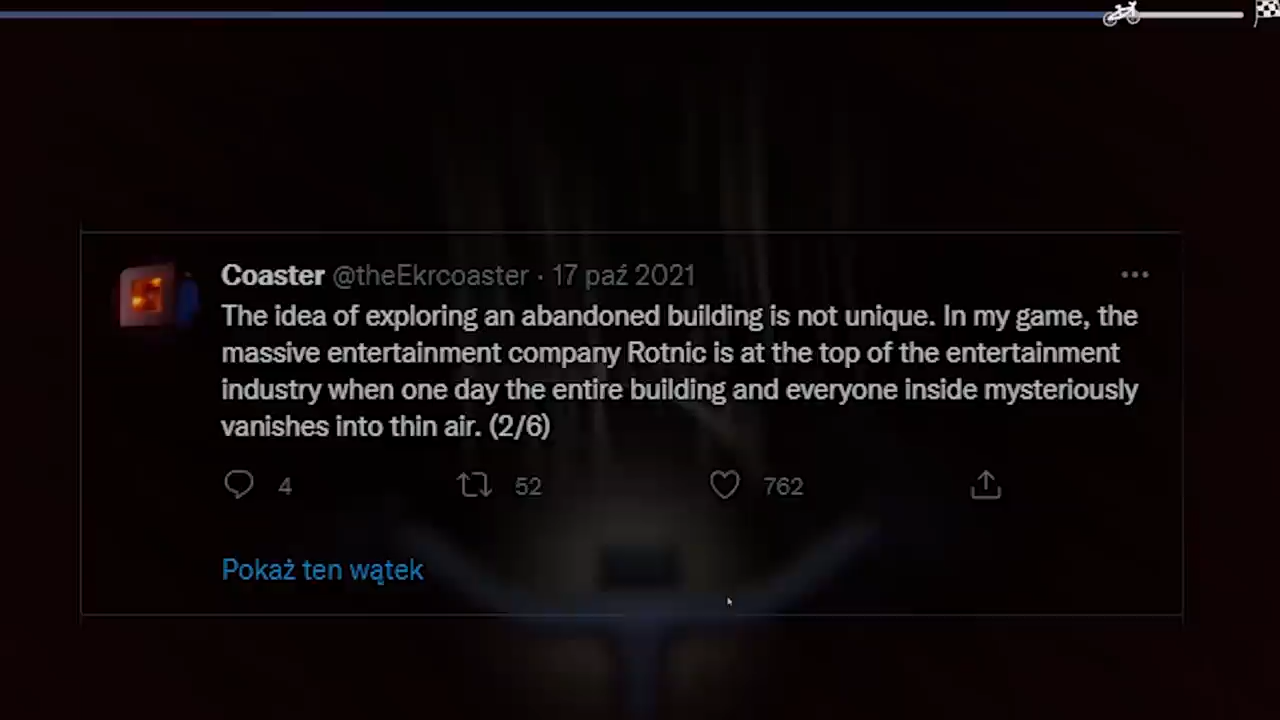 Coaster @theEkrcoaster · 17 paź 2021
The idea of exploring an abandoned building is not unique. In my game, the
massive entertainment company Rotnic is at the top of the entertainment
industry when one day the entire building and everyone inside mysteriously
vanishes into thin air. (2/6)
4 52 762
Pokaż ten wątek